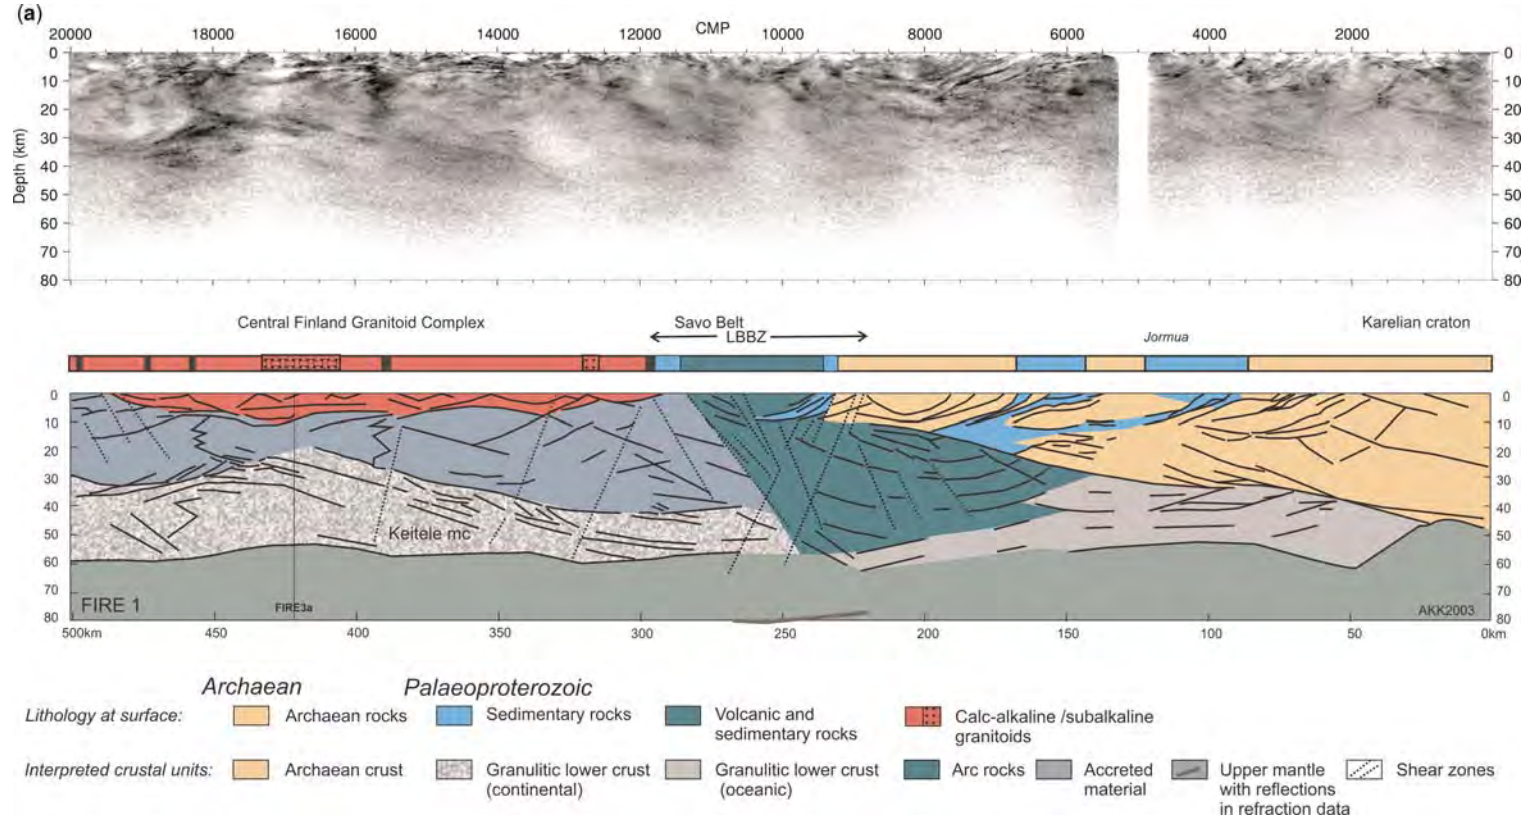 (a)
CMP
20000 18000 16000 14000 12000 10000 8000 6000 4000 2000
0 0
10 10
20 20
30 30
40 40
50 50
60 60
70 70
80 80
Depth (km)
Central Finland Granitoid Complex Savo Belt Karelian craton
LBBZ Jormua
0 0
10 10
20 20
30 30
40 40
50 50
60 60
70 70
80 80
Keitele mc
FIRE 1 FIRE3a AKK2003
500km 450 400 350 300 250 200 150 100 50 0km
Archaean Palaeoproterozoic
Lithology at surface: Archaean rocks Sedimentary rocks Volcanic and Calc-alkaline /subalkaline
sedimentary rocks granitoids
Interpreted crustal units: Archaean crust Granulitic lower crust Granulitic lower crust Arc rocks Accreted Upper mantle Shear zones
(continental) (oceanic) material with reflections
in refraction data